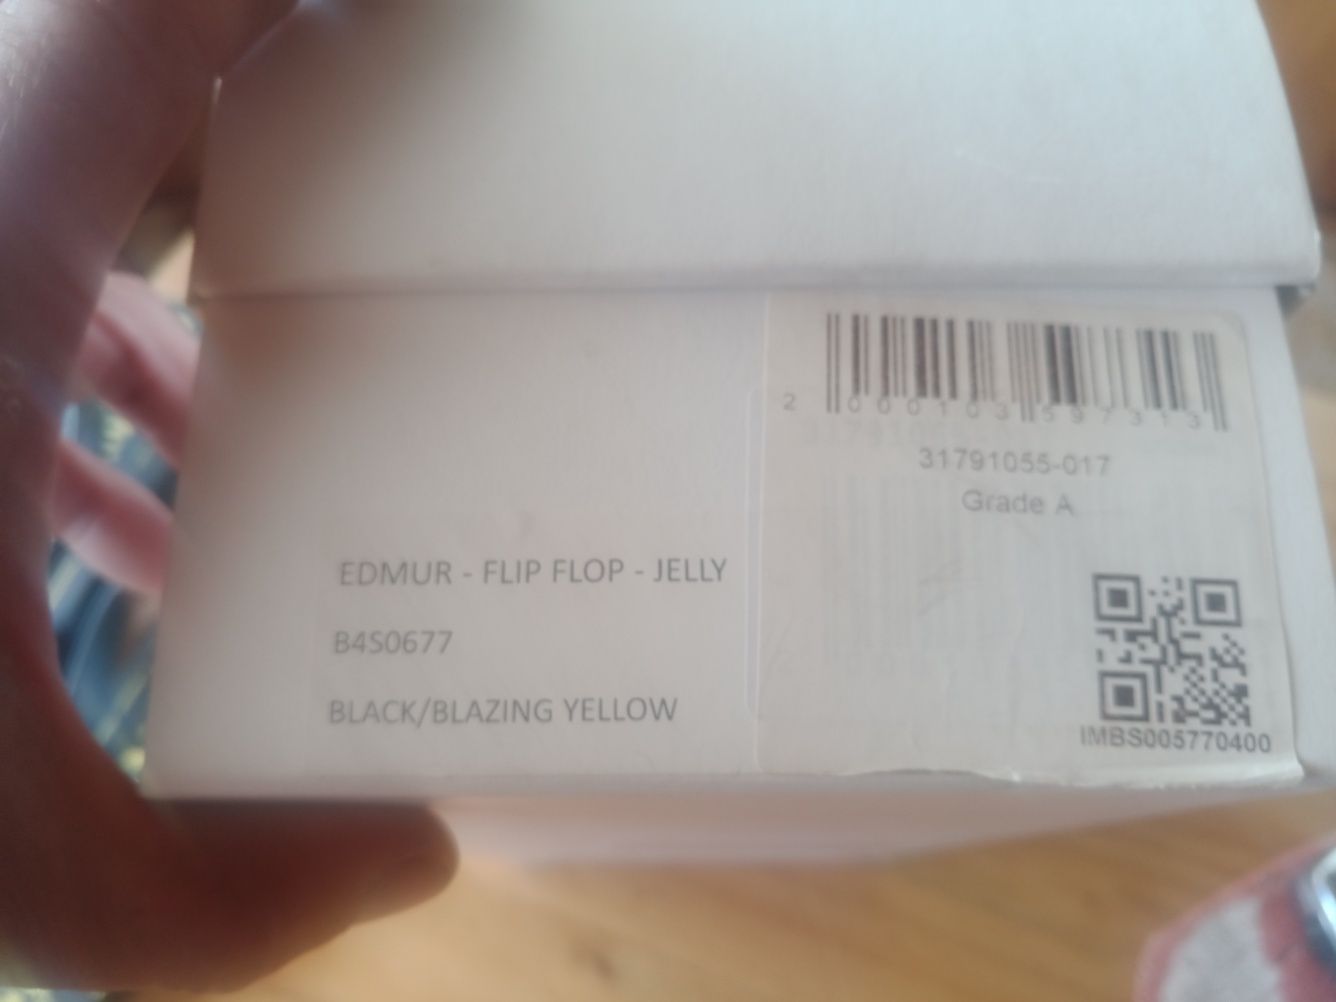 EDMUR - FLIP FLOP - JELLY
B4S0677
BLACK/BLAZING YELLOW
2 000103 597313
31791055-017
Grade A
IMBS005770400